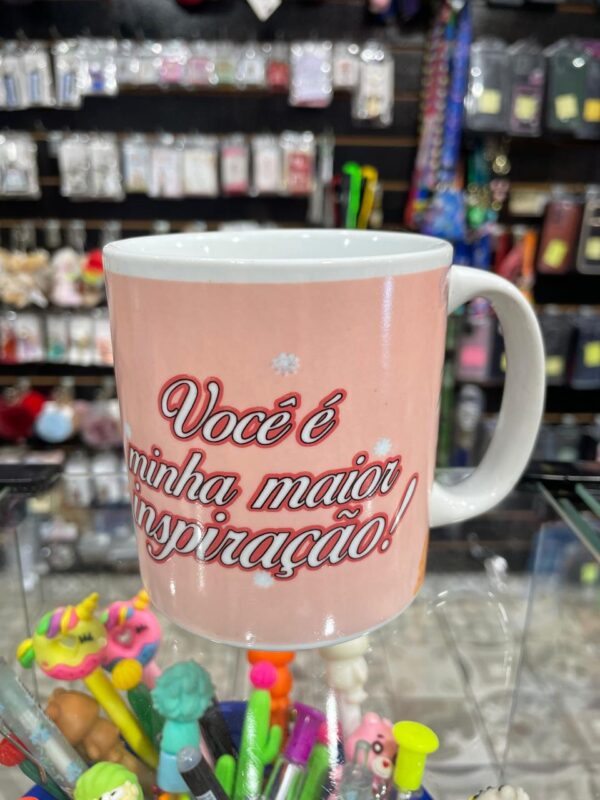 Você é
minha maior
inspiração!